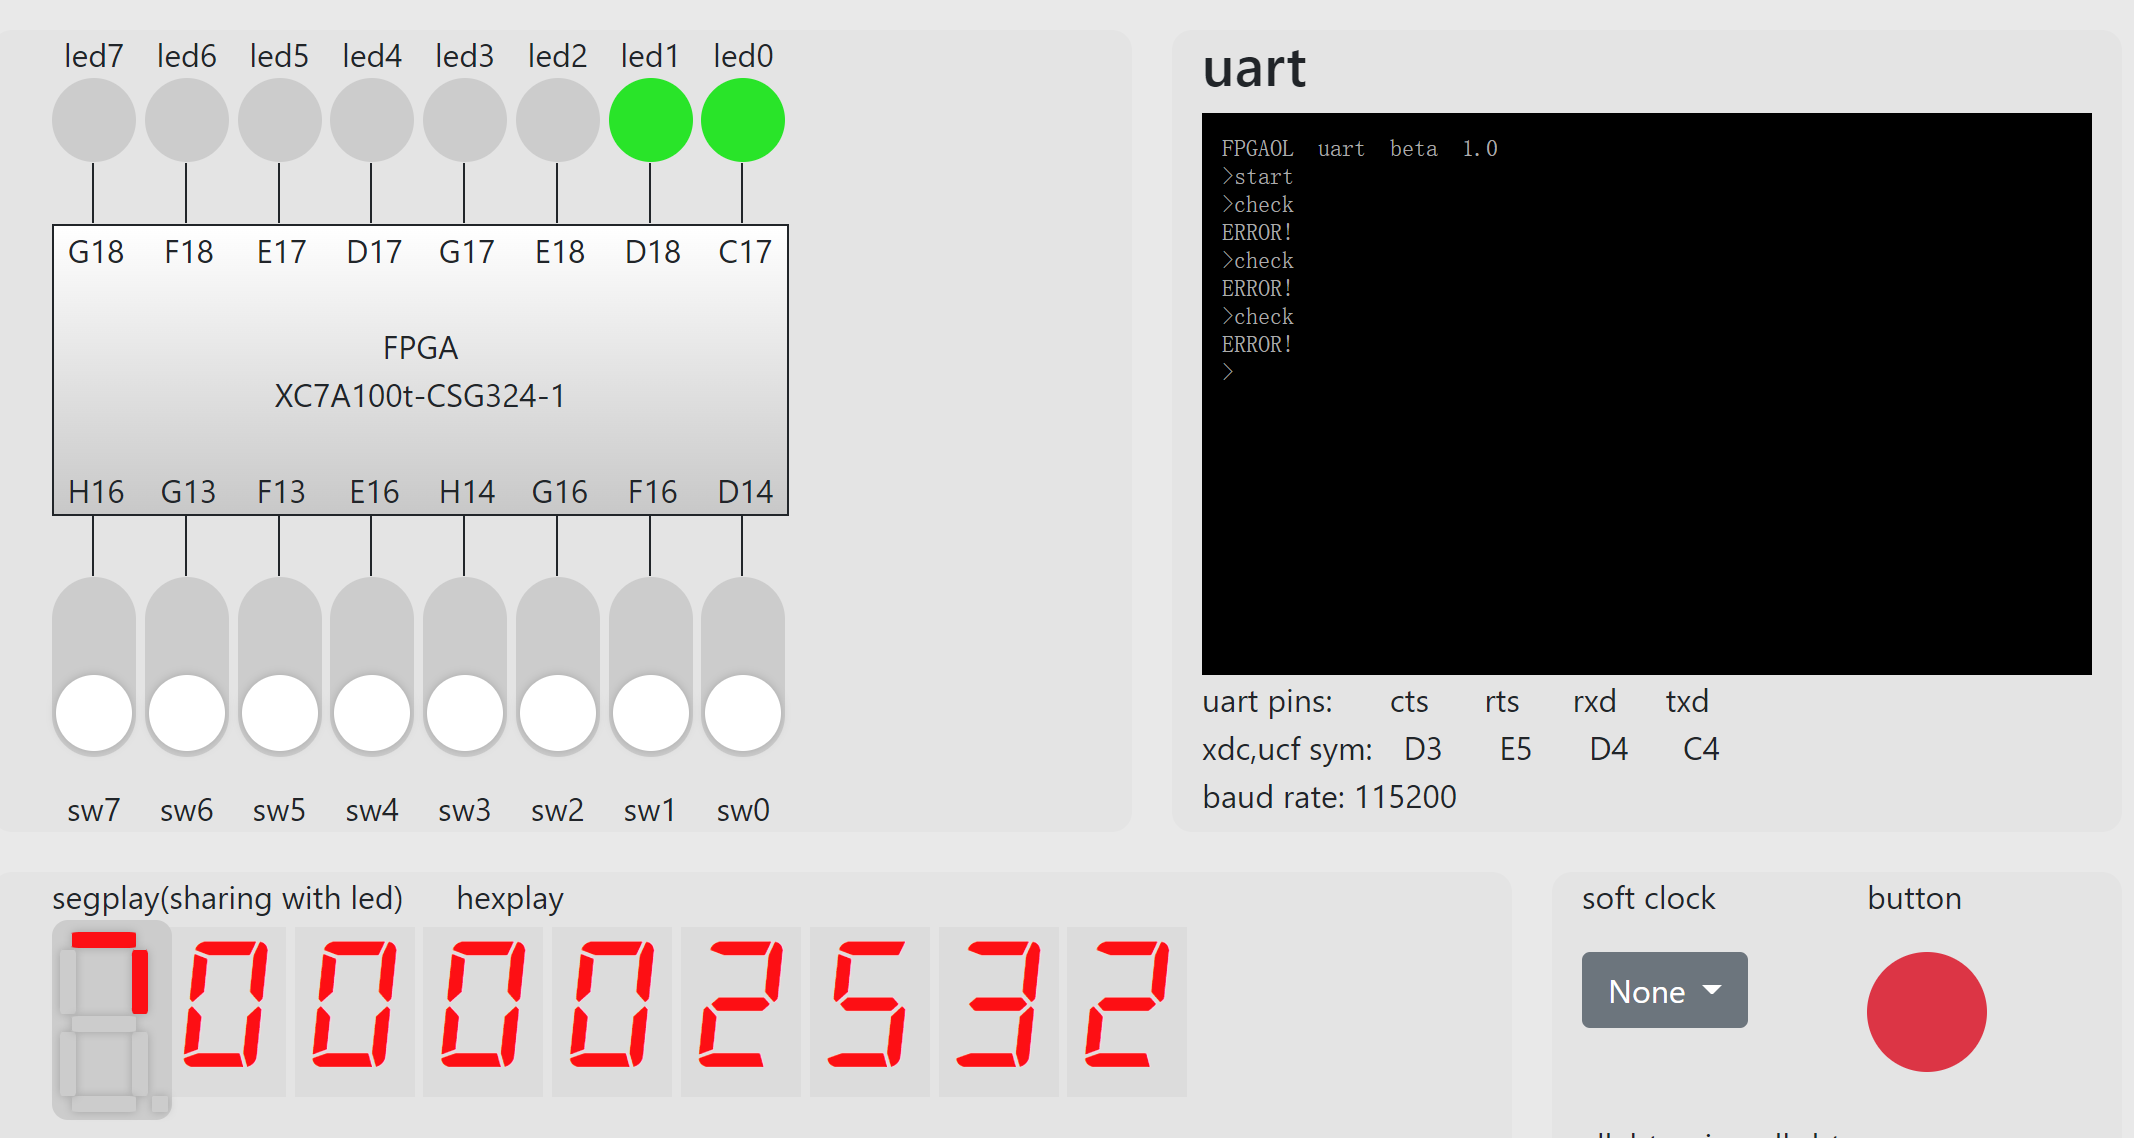 led7 led6 led5 led4 led3 led2 led1 led0
G18 F18 E17 D17 G17 E18 D18 C17
FPGA
XC7A100t-CSG324-1
H16 G13 F13 E16 H14 G16 F16 D14
sw7 sw6 sw5 sw4 sw3 sw2 sw1 sw0
uart
FPGAOL uart beta 1.0
>start
>check
ERROR!
>check
ERROR!
>check
ERROR!
>
uart pins: cts rts rxd txd
xdc,ucf sym: D3 E5 D4 C4
baud rate: 115200
segplay(sharing with led) hexplay
00002532
soft clock button
None